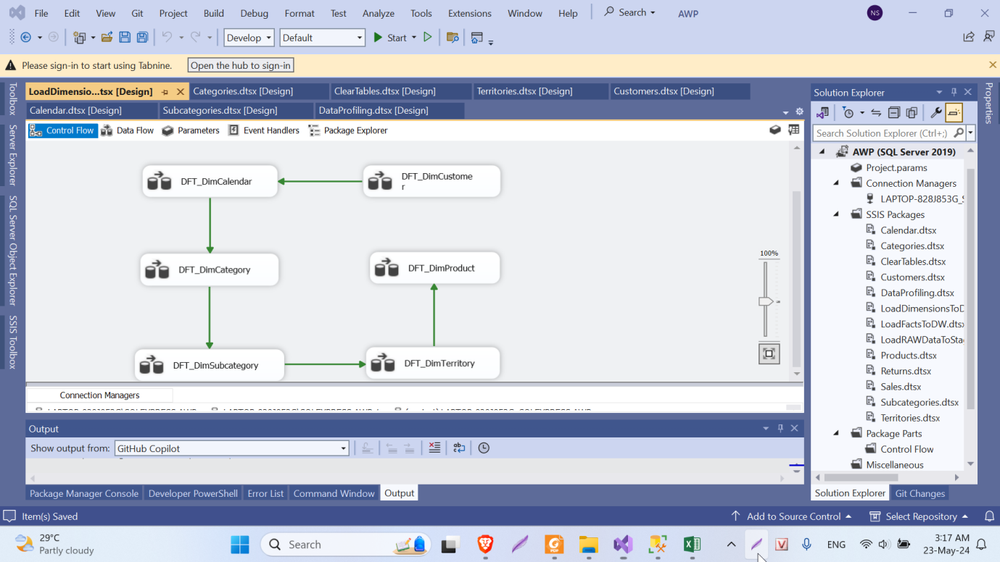 File Edit View Git Project Build Debug Format Test Analyze Tools Extensions Window Help Search AWP NS
Develop Default Start
Please sign-in to start using Tabnine. Open the hub to sign-in
LoadDimensio...tsx [Design] Categories.dtsx [Design] ClearTables.dtsx [Design] Territories.dtsx [Design] Customers.dtsx [Design]
Calendar.dtsx [Design] Subcategories.dtsx [Design] DataProfiling.dtsx [Design]
Control Flow Data Flow Parameters Event Handlers Package Explorer
Toolbox
Server Explorer
SQL Server Object Explorer
SSIS Toolbox
DFT_DimCalendar
DFT_DimCustome
r
DFT_DimCategory
DFT_DimProduct
DFT_DimSubcategory
DFT_DimTerritory
100%
Connection Managers
Output
Show output from: GitHub Copilot
Package Manager Console Developer PowerShell Error List Command Window Output
Solution Explorer
Search Solution Explorer (Ctrl+;)
AWP (SQL Server 2019)
Project.params
Connection Managers
LAPTOP-828J853G_S
SSIS Packages
Calendar.dtsx
Categories.dtsx
ClearTables.dtsx
Customers.dtsx
DataProfiling.dtsx
LoadDimensionsToD
LoadFactsToDW.dtsx
LoadRAWDataToSta
Products.dtsx
Returns.dtsx
Sales.dtsx
Subcategories.dtsx
Territories.dtsx
Package Parts
Control Flow
Miscellaneous
Solution Explorer Git Changes
Properties
Item(s) Saved Add to Source Control Select Repository
29°C
Partly cloudy
Search
ENG
3:17 AM
23-May-24